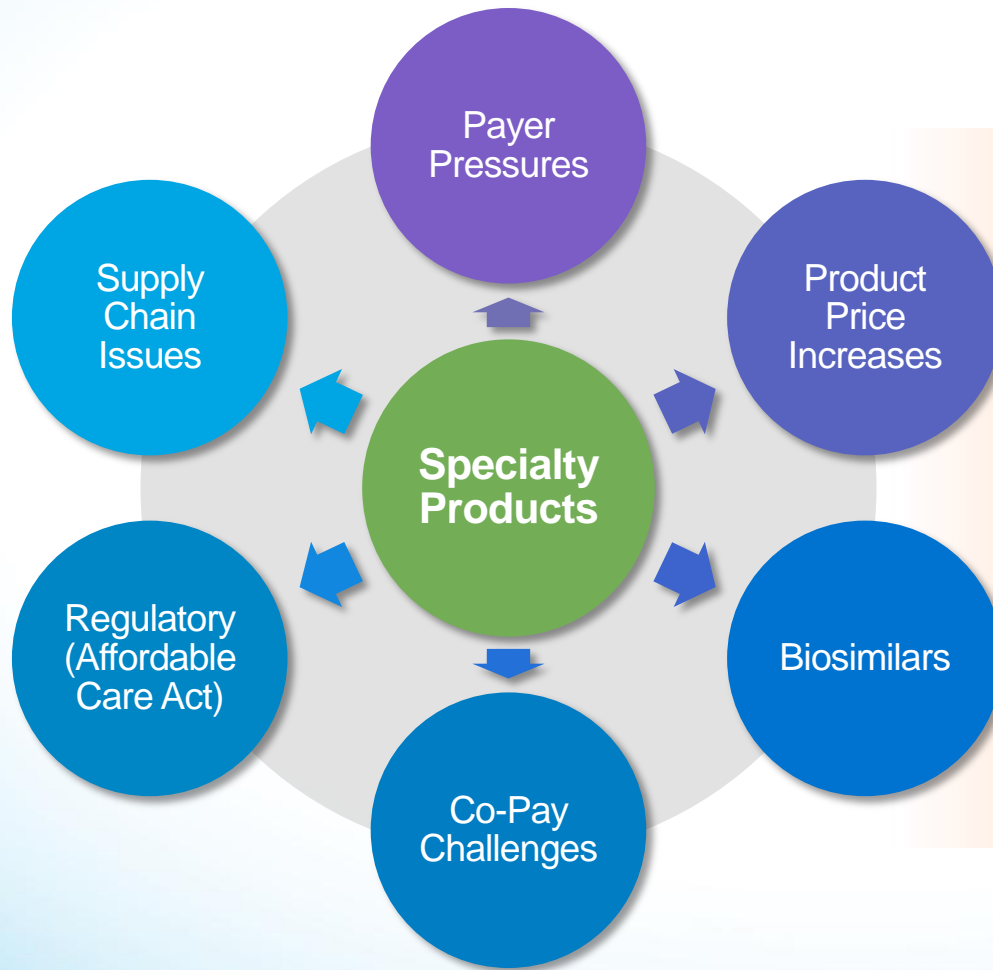 Payer
Pressures
Supply
Chain
Issues
Product
Price
Increases
Specialty
Products
Regulatory
(Affordable
Care Act)
Biosimilars
Co-Pay
Challenges